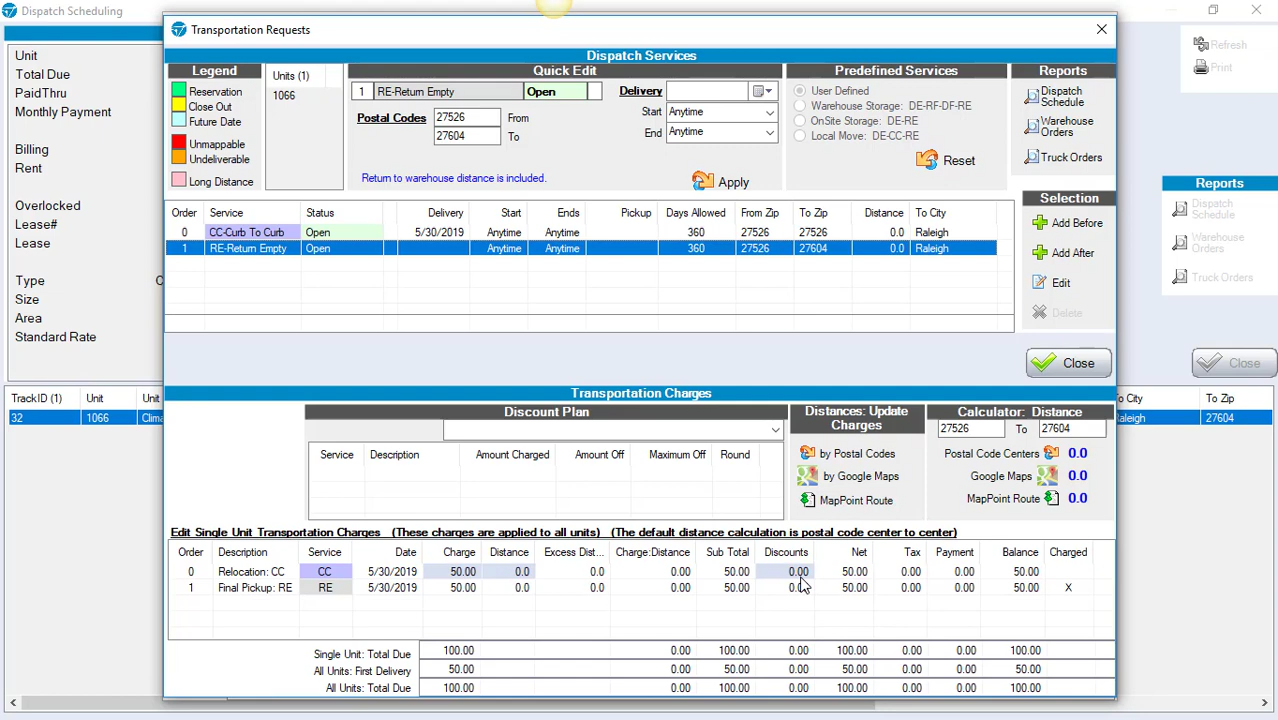 Dispatch Scheduling
Unit
Total Due
PaidThru
Monthly Payment
Billing
Rent
Overlocked
Lease#
Lease
Type
Size
Area
Standard Rate
TrackID (1) Unit Unit
32 1066 Clima
Transportation Requests
Dispatch Services
Legend
Reservation
Close Out
Future Date
Unmappable
Undeliverable
Long Distance
Units (1)
1066
Quick Edit
1 RE-Return Empty Open
Delivery
Postal Codes 27526 From
27604 To
Start Anytime
End Anytime
Return to warehouse distance is included.
Apply
Predefined Services
User Defined
Warehouse Storage: DE-RF-DF-RE
OnSite Storage: DE-RE
Local Move: DE-CC-RE
Reset
Reports
Dispatch
Schedule
Warehouse
Orders
Truck Orders
Order Service Status Delivery Start Ends Pickup Days Allowed From Zip To Zip Distance To City
0 CC-Curb To Curb Open 5/30/2019 Anytime Anytime 360 27526 27526 0.0 Raleigh
1 RE-Return Empty Open Anytime Anytime 360 27526 27604 0.0 Raleigh
Selection
Add Before
Add After
Edit
Delete
Close
Transportation Charges
Discount Plan
Service Description Amount Charged Amount Off Maximum Off Round
Distances: Update
Charges
by Postal Codes
by Google Maps
MapPoint Route
Calculator: Distance
27526 To 27604
Postal Code Centers 0.0
Google Maps 0.0
MapPoint Route 0.0
Edit Single Unit Transportation Charges (These charges are applied to all units) (The default distance calculation is postal code center to center)
Order Description Service Date Charge Distance Excess Dist... Charge:Distance Sub Total Discounts Net Tax Payment Balance Charged
0 Relocation: CC CC 5/30/2019 50.00 0.0 0.0 0.00 50.00 0.00 50.00 0.00 0.00 50.00
1 Final Pickup: RE RE 5/30/2019 50.00 0.0 0.0 0.00 50.00 0.00 50.00 0.00 0.00 50.00 X
Single Unit: Total Due 100.00 0.00 100.00 0.00 100.00 0.00 0.00 100.00
All Units: First Delivery 50.00 0.00 50.00 0.00 50.00 0.00 0.00 50.00
All Units: Total Due 100.00 0.00 100.00 0.00 100.00 0.00 0.00 100.00
Refresh
Print
Reports
Dispatch
Schedule
Warehouse
Orders
Truck Orders
Close
To City To Zip
Raleigh 27604